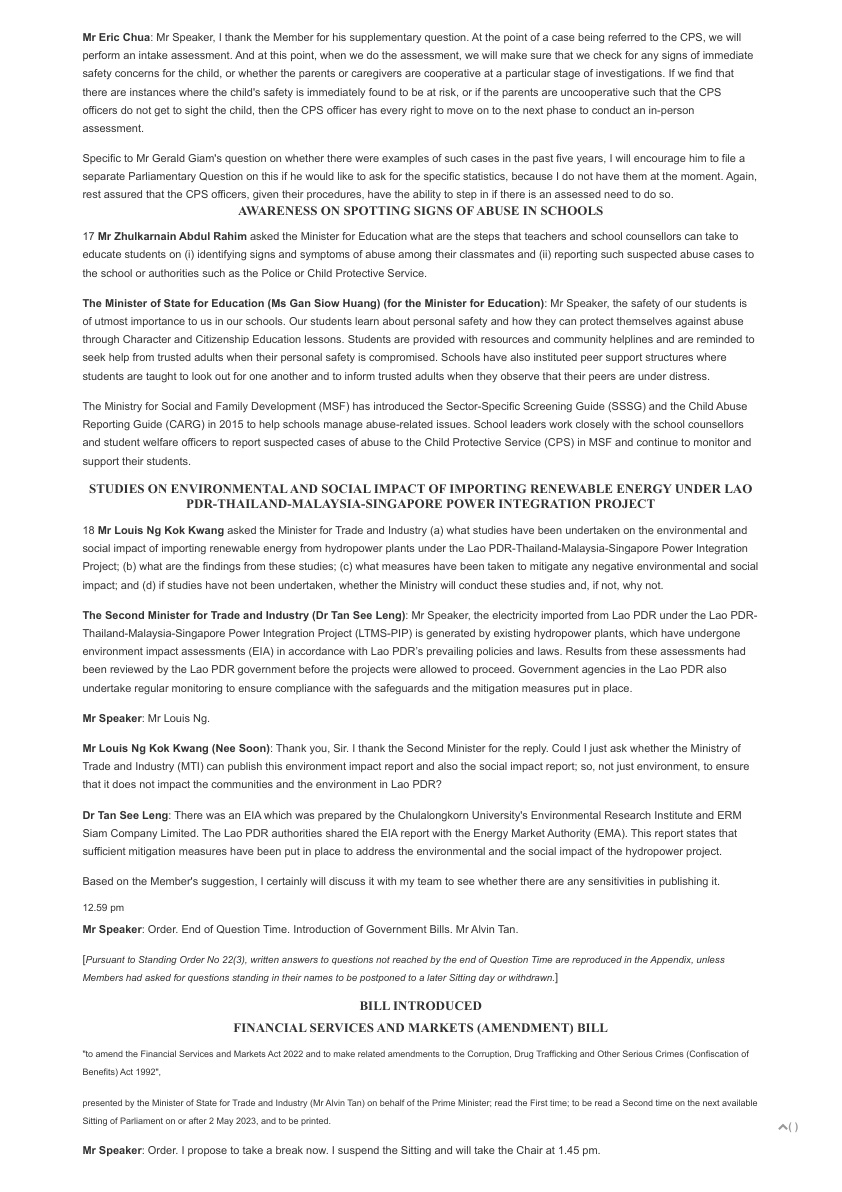 Mr Eric Chua: Mr Speaker, I thank the Member for his supplementary question. At the point of a case being referred to the CPS, we will
perform an intake assessment. And at this point, when we do the assessment, we will make sure that we check for any signs of immediate
safety concerns for the child, or whether the parents or caregivers are cooperative at a particular stage of investigations. If we find that
there are instances where the child's safety is immediately found to be at risk, or if the parents are uncooperative such that the CPS
officers do not get to sight the child, then the CPS officer has every right to move on to the next phase to conduct an in-person
assessment.
Specific to Mr Gerald Giam's question on whether there were examples of such cases in the past five years, I will encourage him to file a
separate Parliamentary Question on this if he would like to ask for the specific statistics, because I do not have them at the moment. Again,
rest assured that the CPS officers, given their procedures, have the ability to step in if there is an assessed need to do so.
AWARENESS ON SPOTTING SIGNS OF ABUSE IN SCHOOLS
17 Mr Zhulkarnain Abdul Rahim asked the Minister for Education what are the steps that teachers and school counsellors can take to
educate students on (i) identifying signs and symptoms of abuse among their classmates and (ii) reporting such suspected abuse cases to
the school or authorities such as the Police or Child Protective Service.
The Minister of State for Education (Ms Gan Siow Huang) (for the Minister for Education): Mr Speaker, the safety of our students is
of utmost importance to us in our schools. Our students learn about personal safety and how they can protect themselves against abuse
through Character and Citizenship Education lessons. Students are provided with resources and community helplines and are reminded to
seek help from trusted adults when their personal safety is compromised. Schools have also instituted peer support structures where
students are taught to look out for one another and to inform trusted adults when they observe that their peers are under distress.
The Ministry for Social and Family Development (MSF) has introduced the Sector-Specific Screening Guide (SSSG) and the Child Abuse
Reporting Guide (CARG) in 2015 to help schools manage abuse-related issues. School leaders work closely with the school counsellors
and student welfare officers to report suspected cases of abuse to the Child Protective Service (CPS) in MSF and continue to monitor and
support their students.
STUDIES ON ENVIRONMENTAL AND SOCIAL IMPACT OF IMPORTING RENEWABLE ENERGY UNDER LAO
PDR-THAILAND-MALAYSIA-SINGAPORE POWER INTEGRATION PROJECT
18 Mr Louis Ng Kok Kwang asked the Minister for Trade and Industry (a) what studies have been undertaken on the environmental and
social impact of importing renewable energy from hydropower plants under the Lao PDR-Thailand-Malaysia-Singapore Power Integration
Project; (b) what are the findings from these studies; (c) what measures have been taken to mitigate any negative environmental and social
impact; and (d) if studies have not been undertaken, whether the Ministry will conduct these studies and, if not, why not.
The Second Minister for Trade and Industry (Dr Tan See Leng): Mr Speaker, the electricity imported from Lao PDR under the Lao PDR-
Thailand-Malaysia-Singapore Power Integration Project (LTMS-PIP) is generated by existing hydropower plants, which have undergone
environment impact assessments (EIA) in accordance with Lao PDR's prevailing policies and laws. Results from these assessments had
been reviewed by the Lao PDR government before the projects were allowed to proceed. Government agencies in the Lao PDR also
undertake regular monitoring to ensure compliance with the safeguards and the mitigation measures put in place.
Mr Speaker: Mr Louis Ng.
Mr Louis Ng Kok Kwang (Nee Soon): Thank you, Sir. I thank the Second Minister for the reply. Could I just ask whether the Ministry of
Trade and Industry (MTI) can publish this environment impact report and also the social impact report; so, not just environment, to ensure
that it does not impact the communities and the environment in Lao PDR?
Dr Tan See Leng: There was an EIA which was prepared by the Chulalongkorn University's Environmental Research Institute and ERM
Siam Company Limited. The Lao PDR authorities shared the EIA report with the Energy Market Authority (EMA). This report states that
sufficient mitigation measures have been put in place to address the environmental and the social impact of the hydropower project.
Based on the Member's suggestion, I certainly will discuss it with my team to see whether there are any sensitivities in publishing it.
12.59 pm
Mr Speaker: Order. End of Question Time. Introduction of Government Bills. Mr Alvin Tan.
[Pursuant to Standing Order No 22(3), written answers to questions not reached by the end of Question Time are reproduced in the Appendix, unless
Members had asked for questions standing in their names to be postponed to a later Sitting day or withdrawn.]
BILL INTRODUCED
FINANCIAL SERVICES AND MARKETS (AMENDMENT) BILL
"to amend the Financial Services and Markets Act 2022 and to make related amendments to the Corruption, Drug Trafficking and Other Serious Crimes (Confiscation of
Benefits) Act 1992",
presented by the Minister of State for Trade and Industry (Mr Alvin Tan) on behalf of the Prime Minister; read the First time; to be read a Second time on the next available
Sitting of Parliament on or after 2 May 2023, and to be printed.
( )
Mr Speaker: Order. I propose to take a break now. I suspend the Sitting and will take the Chair at 1.45 pm.